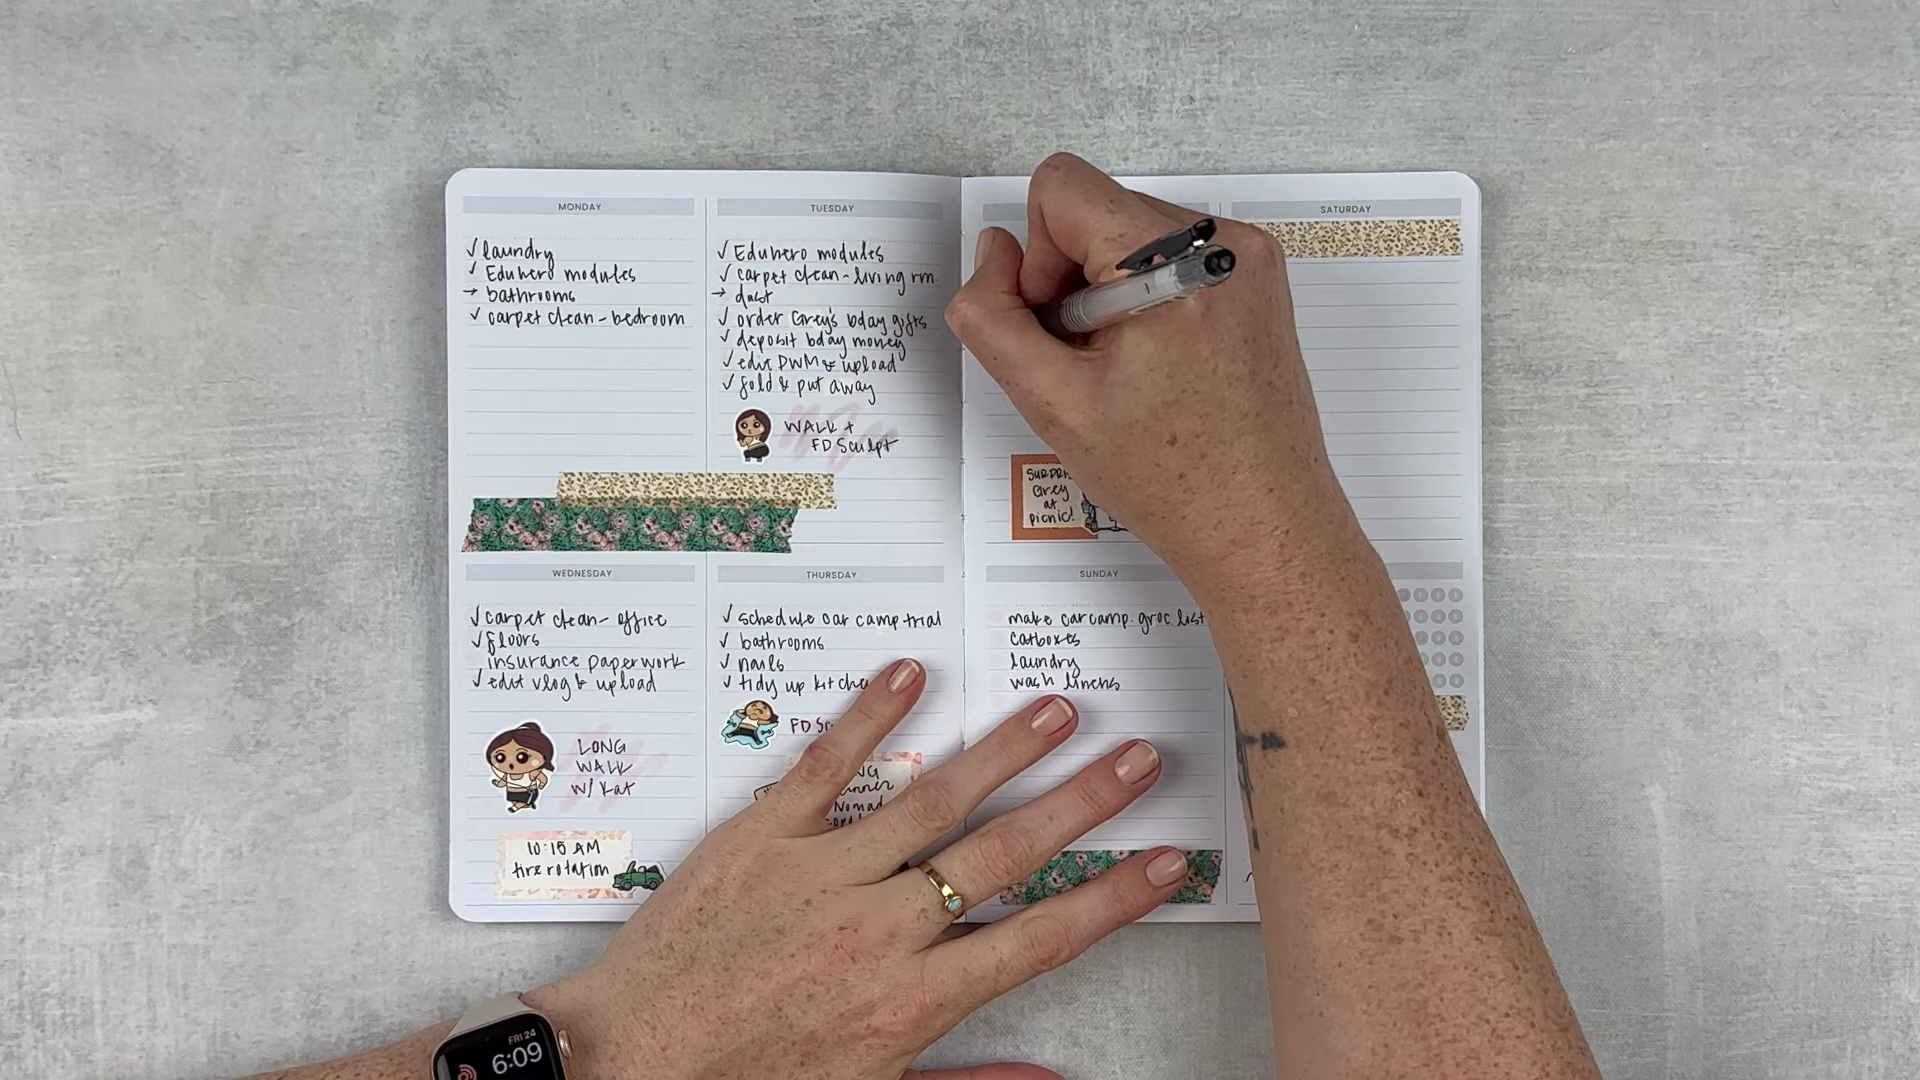 MONDAY
✓ laundry
✓ Eduhero modules
→ bathrooms
✓ carpet clean - bedroom
TUESDAY
✓ Eduhero modules
✓ carpet clean - living rm
→ dust
✓ order Grey's bday gifts
✓ deposit bday money
✓ edit DWM & upload
✓ fold & put away
WALK +
FD Sculpt
WEDNESDAY
✓ carpet clean - office
✓ floors
insurance paperwork
✓ edit vlog & upload
LONG
WALK
w/ Kat
10:15 AM
tire rotation
THURSDAY
✓ schedule car camp trial
✓ bathrooms
✓ nails
✓ tidy up
FD
Nomad
Grey
at
picnic!
SATURDAY
SUNDAY
make car camp. groc. list
catboxes
laundry
wash linens
FRI 24
6:09